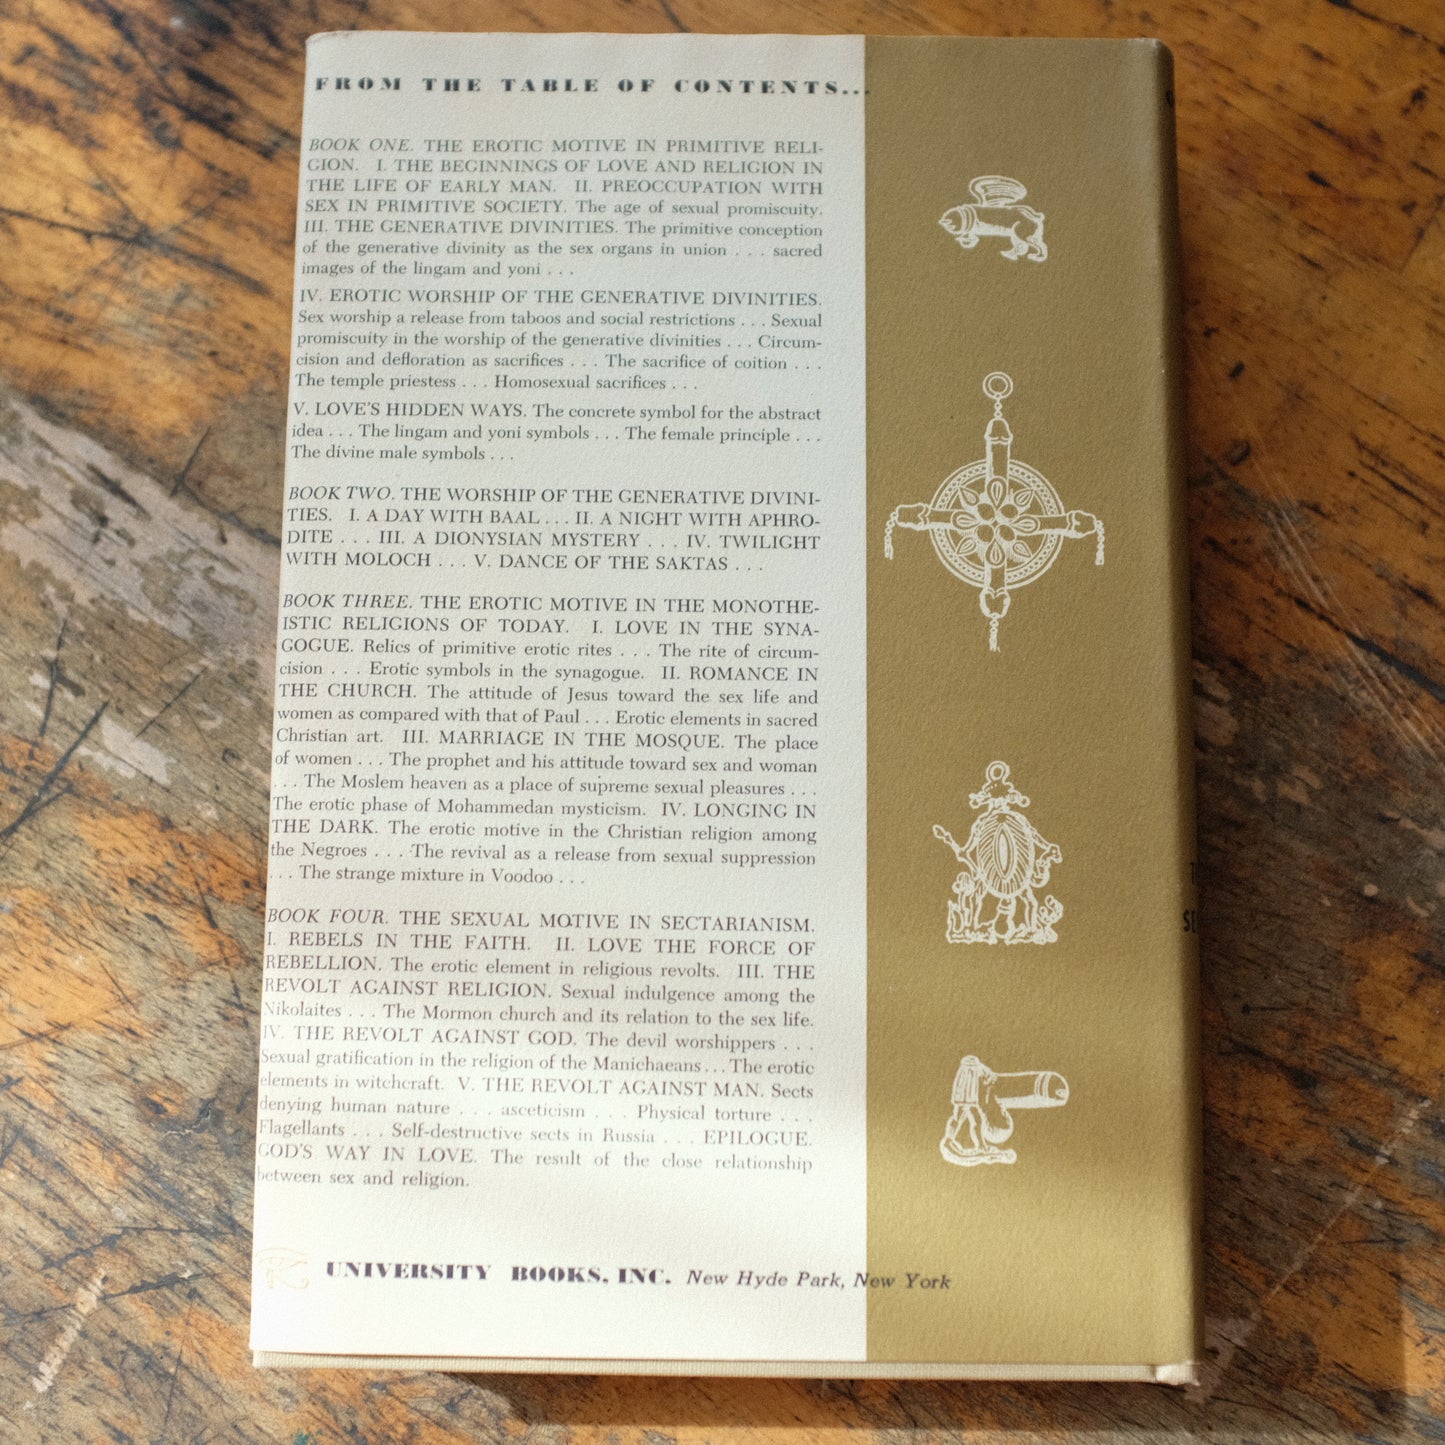 FROM THE TABLE OF CONTENTS...
BOOK ONE. THE EROTIC MOTIVE IN PRIMITIVE RELI-
GION. I. THE BEGINNINGS OF LOVE AND RELIGION IN
THE LIFE OF EARLY MAN. II. PREOCCUPATION WITH
SEX IN PRIMITIVE SOCIETY. The age of sexual promiscuity.
III. THE GENERATIVE DIVINITIES. The primitive conception
of the generative divinity as the sex organs in union . . . sacred
images of the lingam and yoni . . .
IV. EROTIC WORSHIP OF THE GENERATIVE DIVINITIES.
Sex worship a release from taboos and social restrictions . . . Sexual
promiscuity in the worship of the generative divinities . . . Circum-
cision and defloration as sacrifices . . . The sacrifice of coition . . .
The temple priestess . . . Homosexual sacrifices . . .
V. LOVE'S HIDDEN WAYS. The concrete symbol for the abstract
idea . . . The lingam and yoni symbols . . . The female principle . . .
The divine male symbols . . .
BOOK TWO. THE WORSHIP OF THE GENERATIVE DIVINI-
TIES. I. A DAY WITH BAAL . . . II. A NIGHT WITH APHRO-
DITE . . . III. A DIONYSIAN MYSTERY . . . IV. TWILIGHT
WITH MOLOCH . . . V. DANCE OF THE SAKTAS . . .
BOOK THREE. THE EROTIC MOTIVE IN THE MONOTHE-
ISTIC RELIGIONS OF TODAY. I. LOVE IN THE SYNA-
GOGUE. Relics of primitive erotic rites . . . The rite of circum-
cision . . . Erotic symbols in the synagogue. II. ROMANCE IN
THE CHURCH. The attitude of Jesus toward the sex life and
women as compared with that of Paul . . . Erotic elements in sacred
Christian art. III. MARRIAGE IN THE MOSQUE. The place
of women . . . The prophet and his attitude toward sex and woman
. . . The Moslem heaven as a place of supreme sexual pleasures . . .
The erotic phase of Mohammedan mysticism. IV. LONGING IN
THE DARK. The erotic motive in the Christian religion among
the Negroes . . . The revival as a release from sexual suppression
. . . The strange mixture in Voodoo . . .
BOOK FOUR. THE SEXUAL MOTIVE IN SECTARIANISM.
I. REBELS IN THE FAITH. II. LOVE THE FORCE OF
REBELLION. The erotic element in religious revolts. III. THE
REVOLT AGAINST RELIGION. Sexual indulgence among the
Nikolaites . . . The Mormon church and its relation to the sex life.
IV. THE REVOLT AGAINST GOD. The devil worshippers . . .
Sexual gratification in the religion of the Manichaeans . . . The erotic
elements in witchcraft. V. THE REVOLT AGAINST MAN. Sects
denying human nature . . . asceticism . . . Physical torture . . .
Flagellants . . . Self-destructive sects in Russia . . . EPILOGUE.
GOD'S WAY IN LOVE. The result of the close relationship
between sex and religion.
UNIVERSITY BOOKS, INC. New Hyde Park, New York